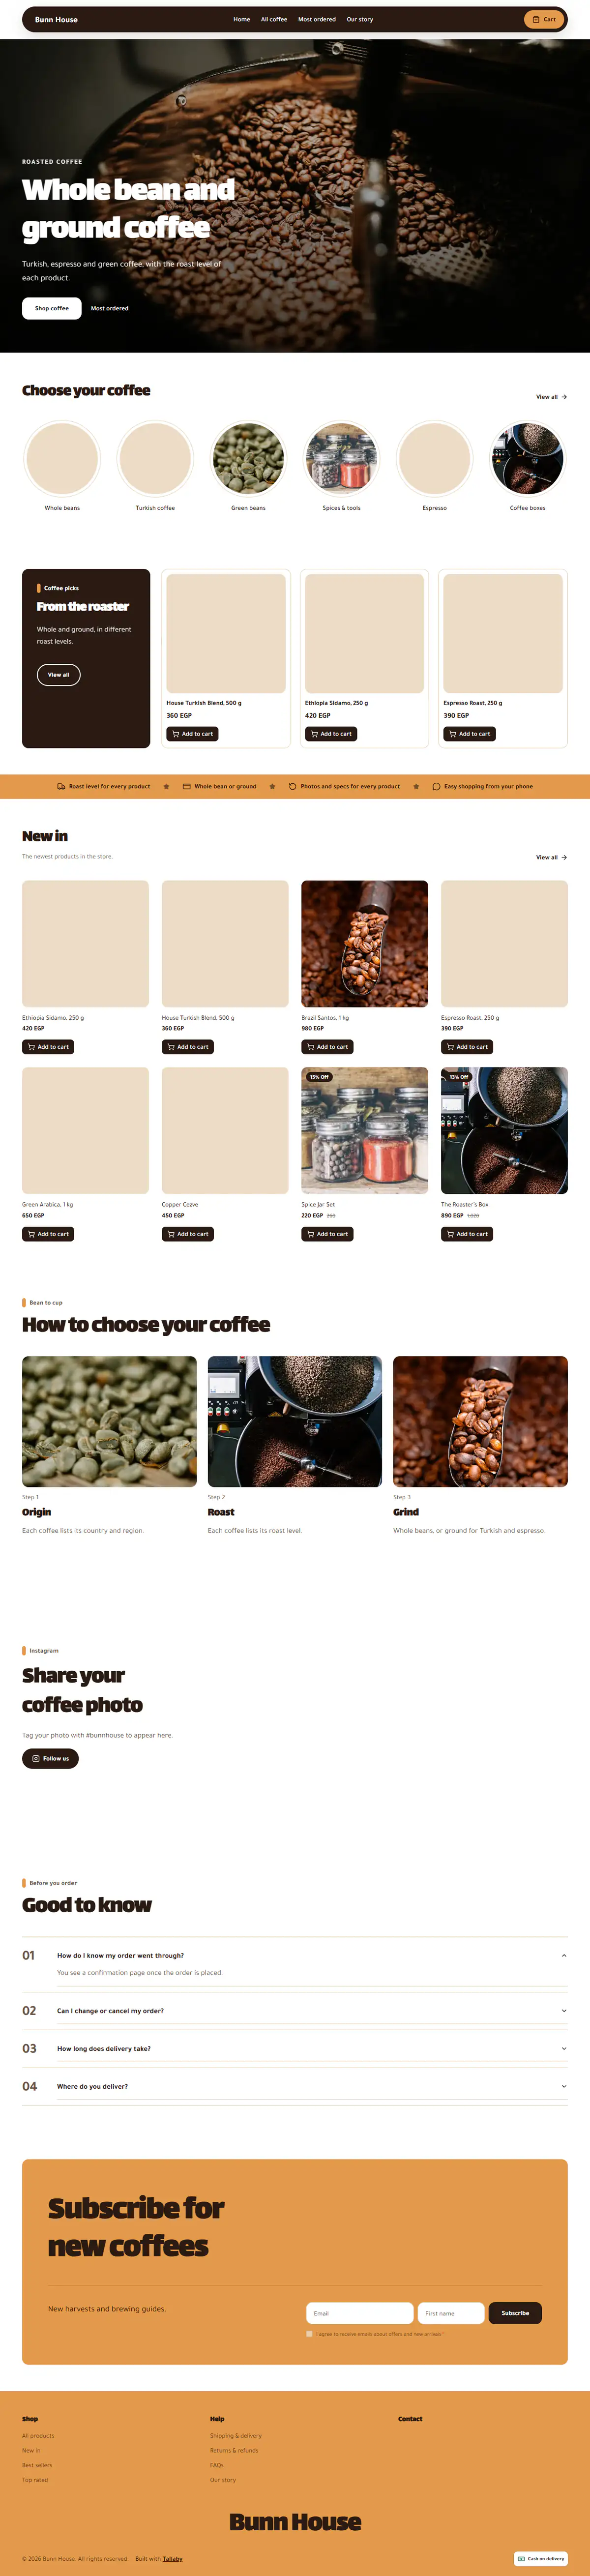 Bunn House
Home
All coffee
Most ordered
Our story
Cart
ROASTED COFFEE
Whole bean and
ground coffee
Turkish, espresso and green coffee, with the roast level of
each product.
Shop coffee
Most ordered
Choose your coffee
View all
Whole beans
Turkish coffee
Green beans
Spices & tools
Espresso
Coffee boxes
Coffee picks
From the roaster
Whole and ground, in different
roast levels.
View all
House Turkish Blend, 500 g
360 EGP
Add to cart
Ethiopia Sidamo, 250 g
420 EGP
Add to cart
Espresso Roast, 250 g
390 EGP
Add to cart
Roast level for every product
Whole bean or ground
Photos and specs for every product
Easy shopping from your phone
New in
The newest products in the store.
View all
Ethiopia Sidamo, 250 g
420 EGP
Add to cart
House Turkish Blend, 500 g
360 EGP
Add to cart
Brazil Santos, 1 kg
980 EGP
Add to cart
Espresso Roast, 250 g
390 EGP
Add to cart
Green Arabica, 1 kg
650 EGP
Add to cart
Copper Cezve
450 EGP
Add to cart
15% Off
Spice Jar Set
220 EGP
Add to cart
13% Off
The Roaster's Box
890 EGP 1,020
Add to cart
Bean to cup
How to choose your coffee
Step 1
Origin
Each coffee lists its country and region.
Step 2
Roast
Each coffee lists its roast level.
Step 3
Grind
Whole beans, or ground for Turkish and espresso.
Instagram
Share your
coffee photo
Tag your photo with #bunnhouse to appear here.
Follow us
Before you order
Good to know
01
How do I know my order went through?
You see a confirmation page once the order is placed.
02
Can I change or cancel my order?
03
How long does delivery take?
04
Where do you deliver?
Subscribe for
new coffees
New harvests and brewing guides.
Email
First name
Subscribe
I agree to receive emails about offers and new arrivals *
Shop
All products
New in
Best sellers
Top rated
Help
Shipping & delivery
Returns & refunds
FAQs
Our story
Contact
Bunn House
© 2026 Bunn House. All rights reserved.
Built with Taliaby
Cash on delivery